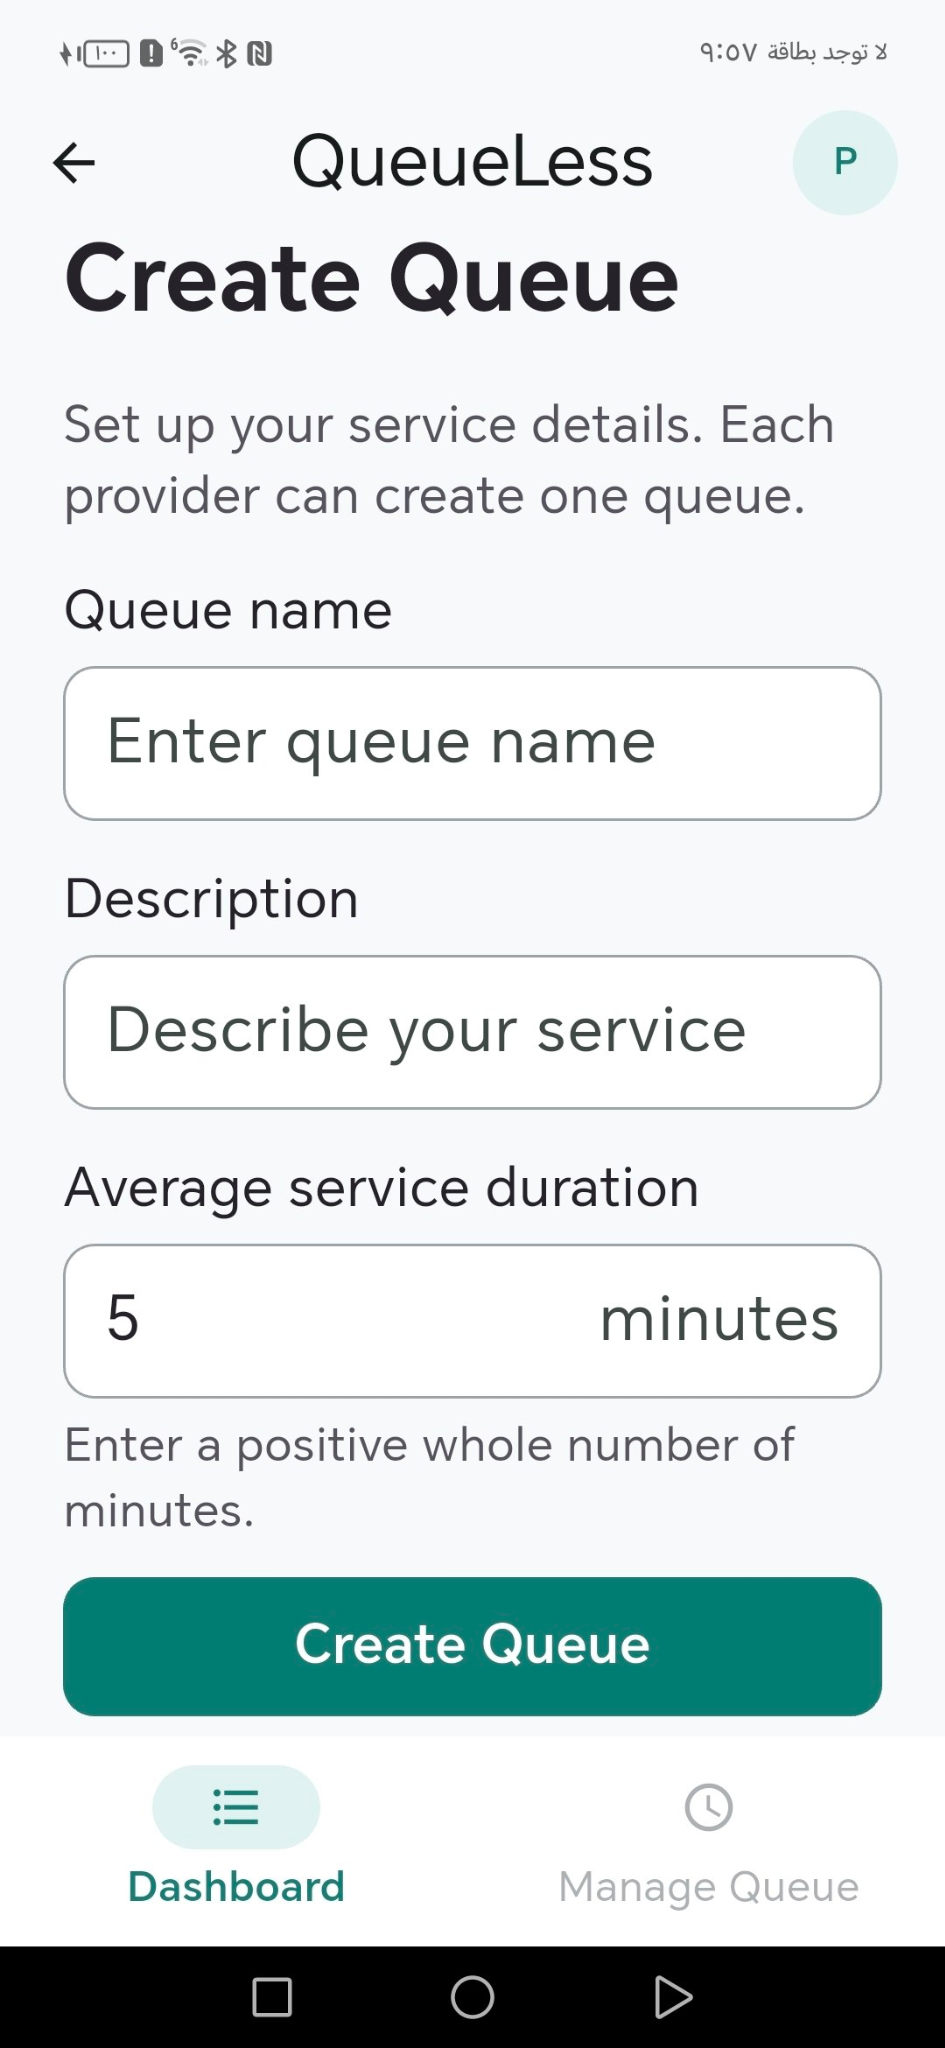 ١٠٠ 6 لا توجد بطاقة ٩:٥٧
QueueLess
P
Create Queue
Set up your service details. Each
provider can create one queue.
Queue name
Enter queue name
Description
Describe your service
Average service duration
5 minutes
Enter a positive whole number of
minutes.
Create Queue
Dashboard
Manage Queue